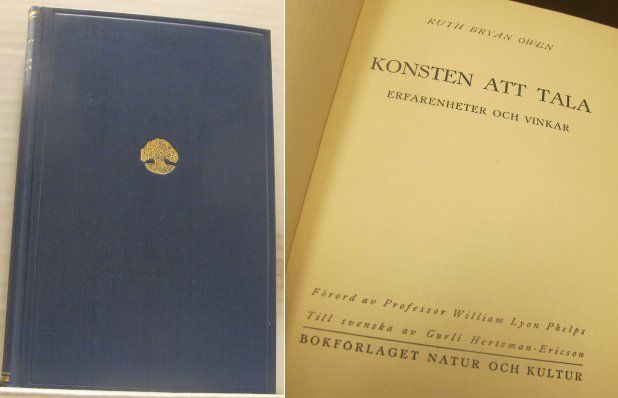 RUTH BRYAN OWEN
KONSTEN ATT TALA
ERFARENHETER OCH VINKAR
Förord av Professor William Lyon Phelps
Till svenska av Gurli Hertzman-Ericson
BOKFÖRLAGET NATUR OCH KULTUR